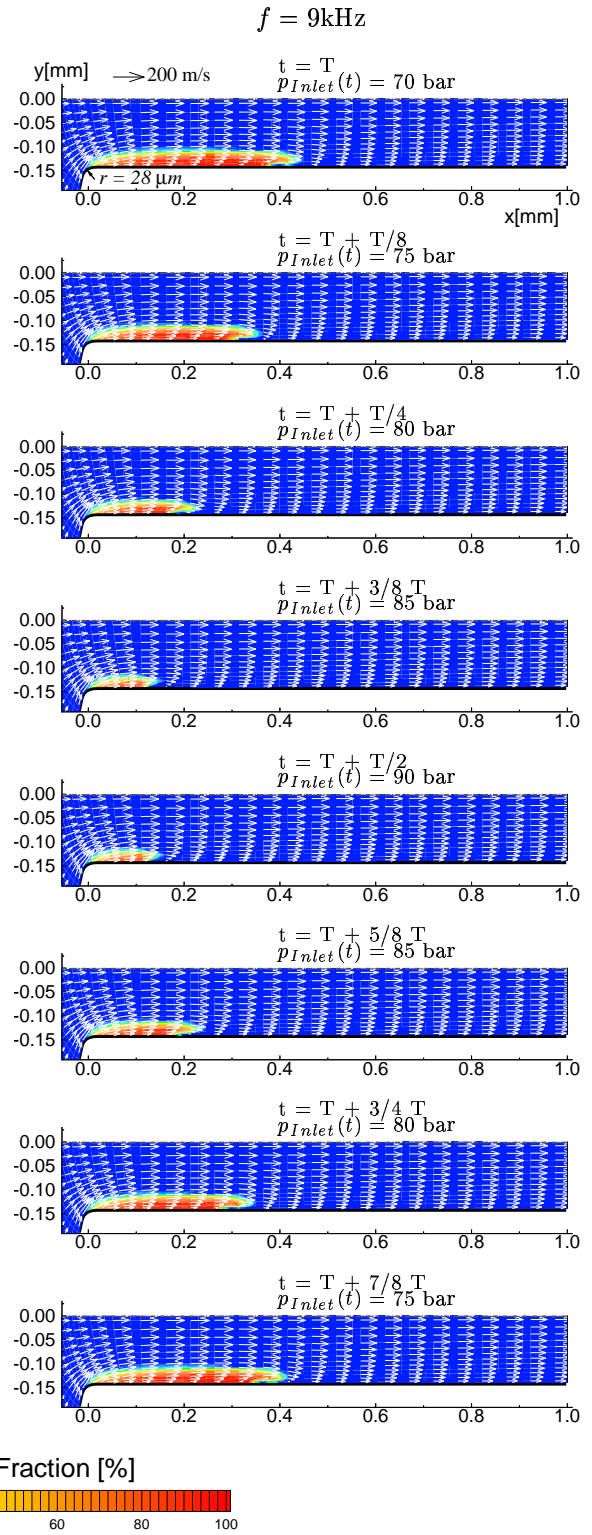 f = 9kHz
t = T
y[mm] 200 m/s p_Inlet(t) = 70 bar
0.00
-0.05
-0.10
-0.15
r = 28 μm
0.0 0.2 0.4 0.6 0.8 1.0
x[mm]
t = T + T/8
p_Inlet(t) = 75 bar
0.00
-0.05
-0.10
-0.15
0.0 0.2 0.4 0.6 0.8 1.0
t = T + T/4
p_Inlet(t) = 80 bar
0.00
-0.05
-0.10
-0.15
0.0 0.2 0.4 0.6 0.8 1.0
t = T + 3/8 T
p_Inlet(t) = 85 bar
0.00
-0.05
-0.10
-0.15
0.0 0.2 0.4 0.6 0.8 1.0
t = T + T/2
p_Inlet(t) = 90 bar
0.00
-0.05
-0.10
-0.15
0.0 0.2 0.4 0.6 0.8 1.0
t = T + 5/8 T
p_Inlet(t) = 85 bar
0.00
-0.05
-0.10
-0.15
0.0 0.2 0.4 0.6 0.8 1.0
t = T + 3/4 T
p_Inlet(t) = 80 bar
0.00
-0.05
-0.10
-0.15
0.0 0.2 0.4 0.6 0.8 1.0
t = T + 7/8 T
p_Inlet(t) = 75 bar
0.00
-0.05
-0.10
-0.15
0.0 0.2 0.4 0.6 0.8 1.0
Fraction [%]
60 80 100